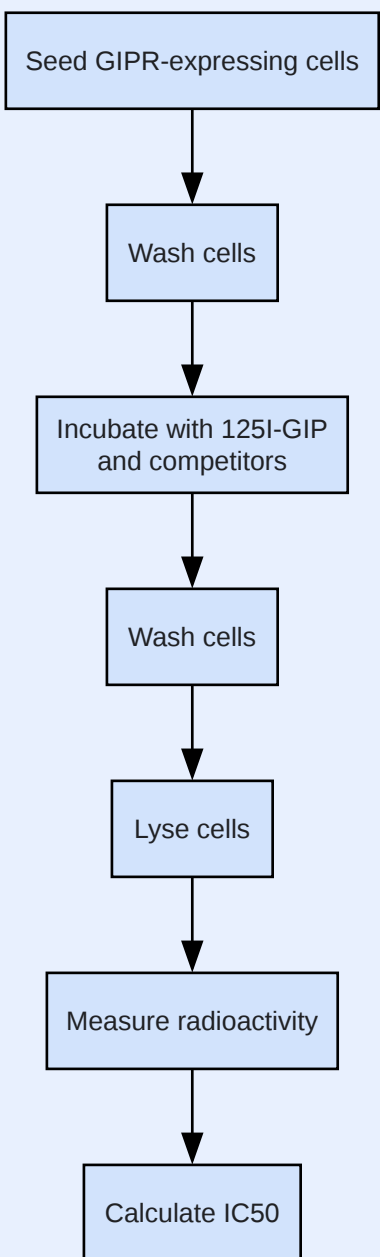 Seed GIPR-expressing cells
Wash cells
Incubate with 125I-GIP
and competitors
Wash cells
Lyse cells
Measure radioactivity
Calculate IC50